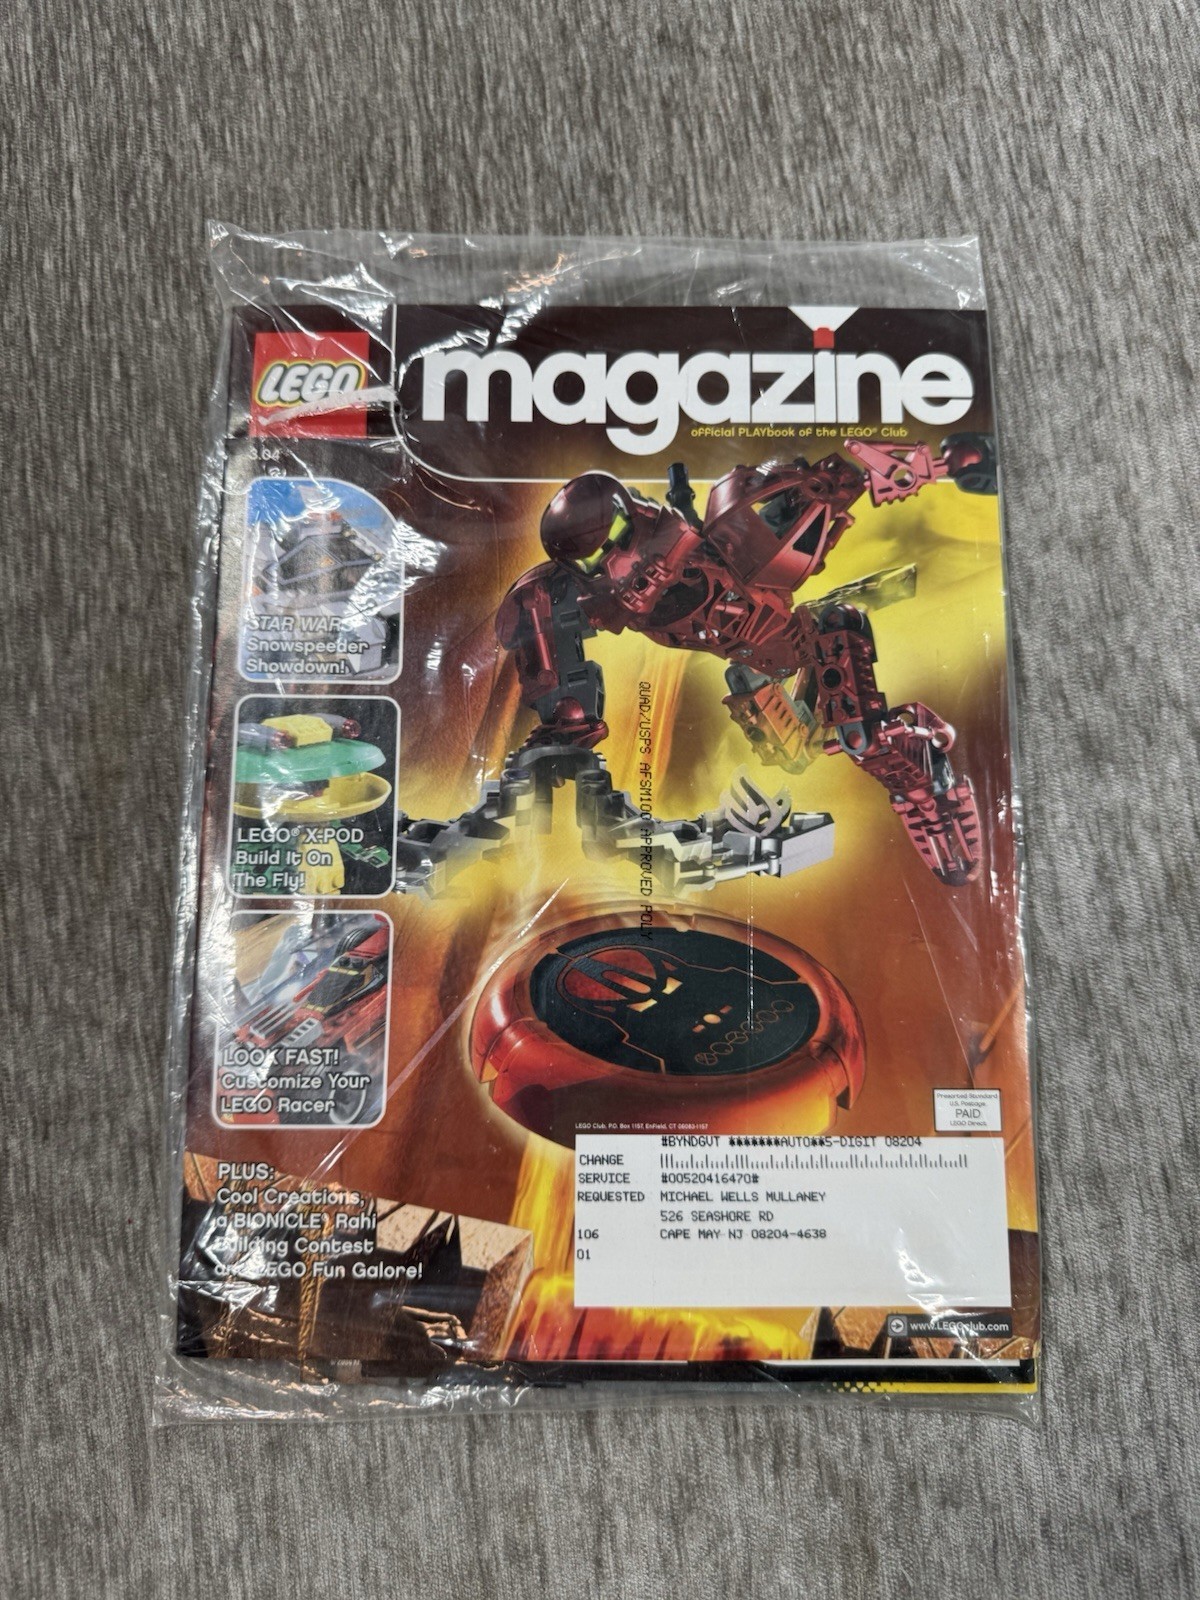 LEGO
magazine
official PLAYbook of the LEGO® Club
3.04
STAR WARS
Snowspeeder
Showdown!
LEGO® X-POD
Build It On
The Fly!
LOOK FAST!
Customize Your
LEGO Racer
QUAD/USPS AFSM100 APPROVED POLY
PLUS:
Cool Creations,
a BIONICLE® Rahi
Building Contest
and LEGO Fun Galore!
Presorted Standard
U.S. Postage
PAID
LEGO Direct
LEGO Club, P.O. Box 1157, Enfield, CT 06083-1157
#BYNDGVT *******AUTO**5-DIGIT 08204
CHANGE
SERVICE #00520416470#
REQUESTED MICHAEL WELLS MULLANEY
526 SEASHORE RD
106 CAPE MAY NJ 08204-4638
01
www.LEGOclub.com